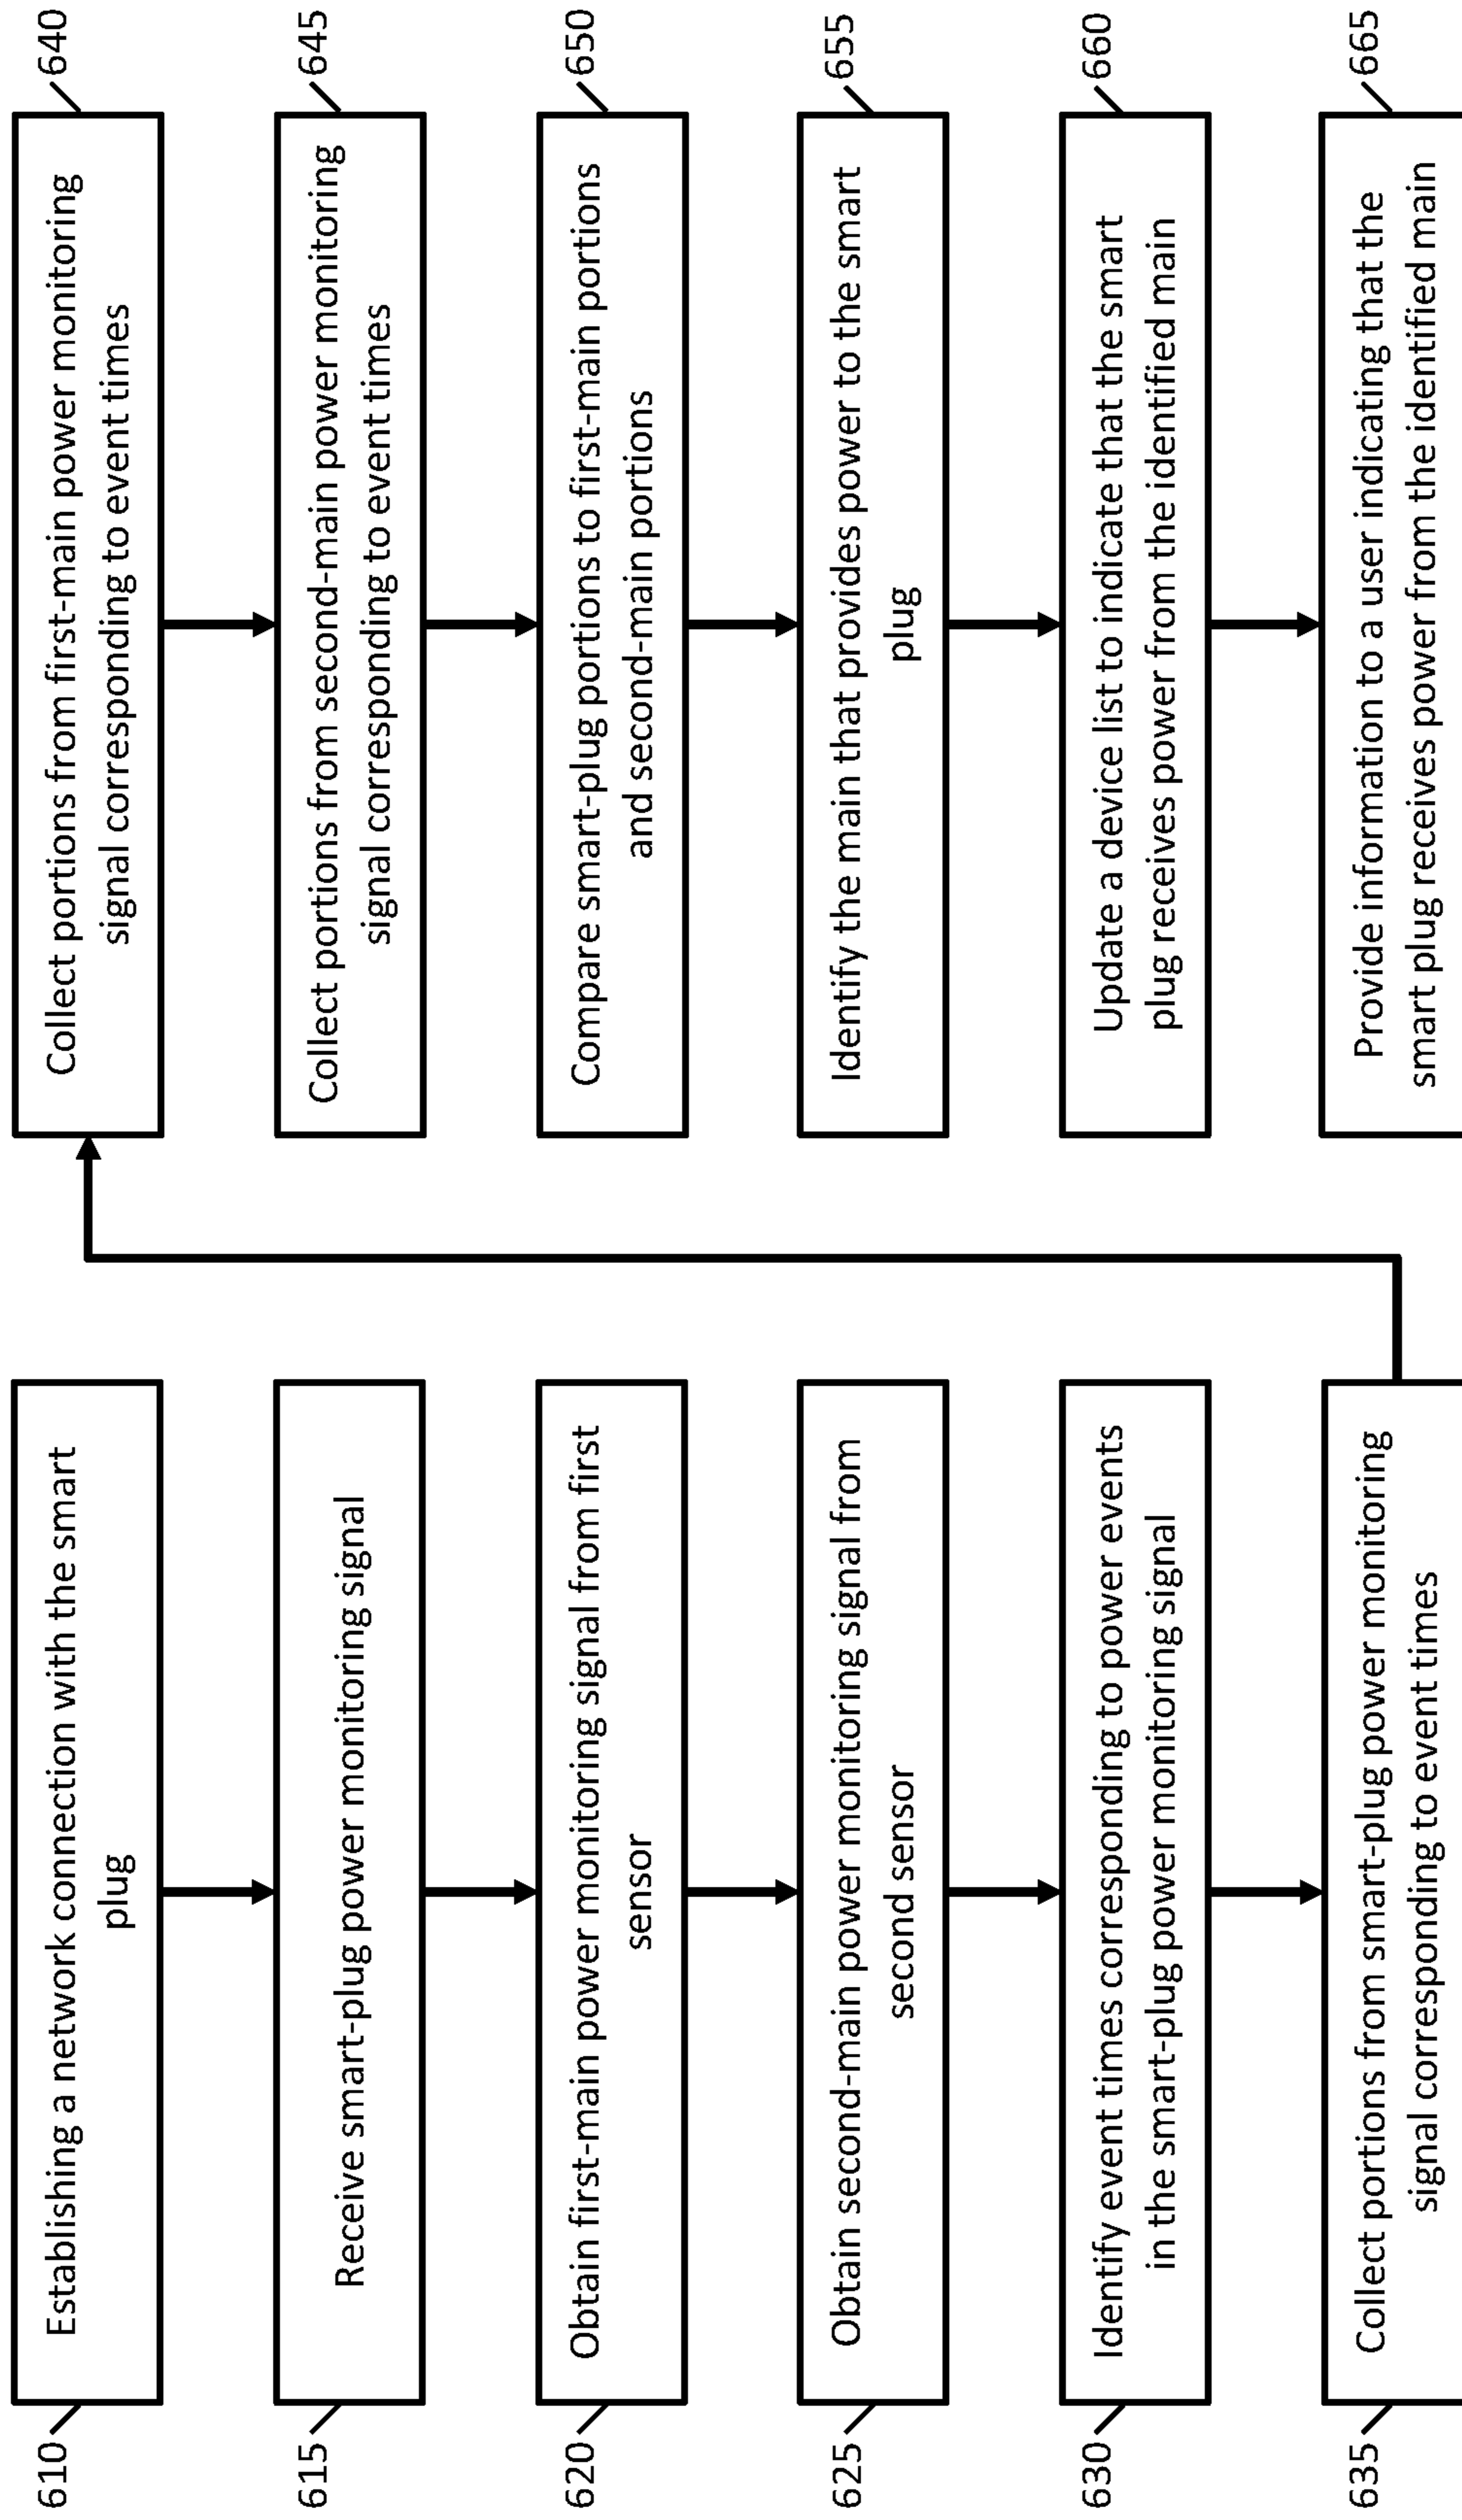 610
Establishing a network connection with the smart
plug
615
Receive smart-plug power monitoring signal
620
Obtain first-main power monitoring signal from first
sensor
625
Obtain second-main power monitoring signal from
second sensor
630
Identify event times corresponding to power events
in the smart-plug power monitoring signal
635
Collect portions from smart-plug power monitoring
signal corresponding to event times
640
Collect portions from first-main power monitoring
signal corresponding to event times
645
Collect portions from second-main power monitoring
signal corresponding to event times
650
Compare smart-plug portions to first-main portions
and second-main portions
655
Identify the main that provides power to the smart
plug
660
Update a device list to indicate that the smart
plug receives power from the identified main
665
Provide information to a user indicating that the
smart plug receives power from the identified main